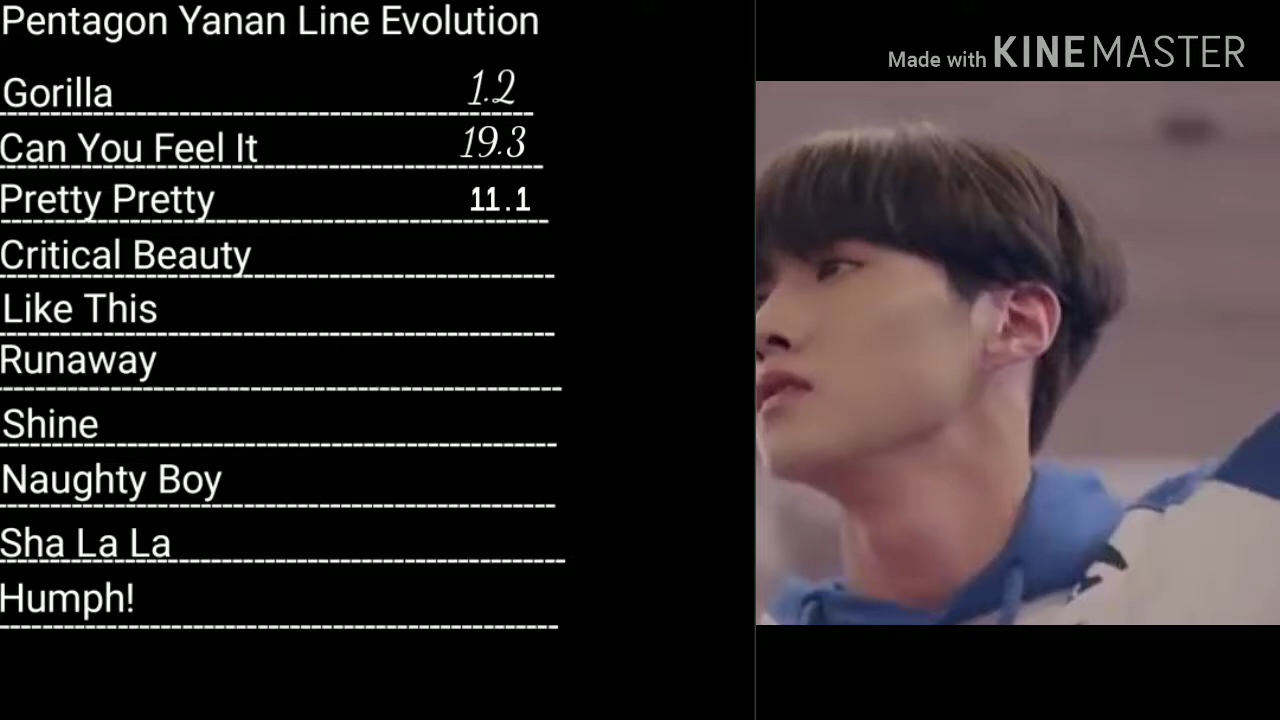 Pentagon Yanan Line Evolution
Made with KINEMASTER
Gorilla 1.2
Can You Feel It 19.3
Pretty Pretty 11.1
Critical Beauty
Like This
Runaway
Shine
Naughty Boy
Sha La La
Humph!